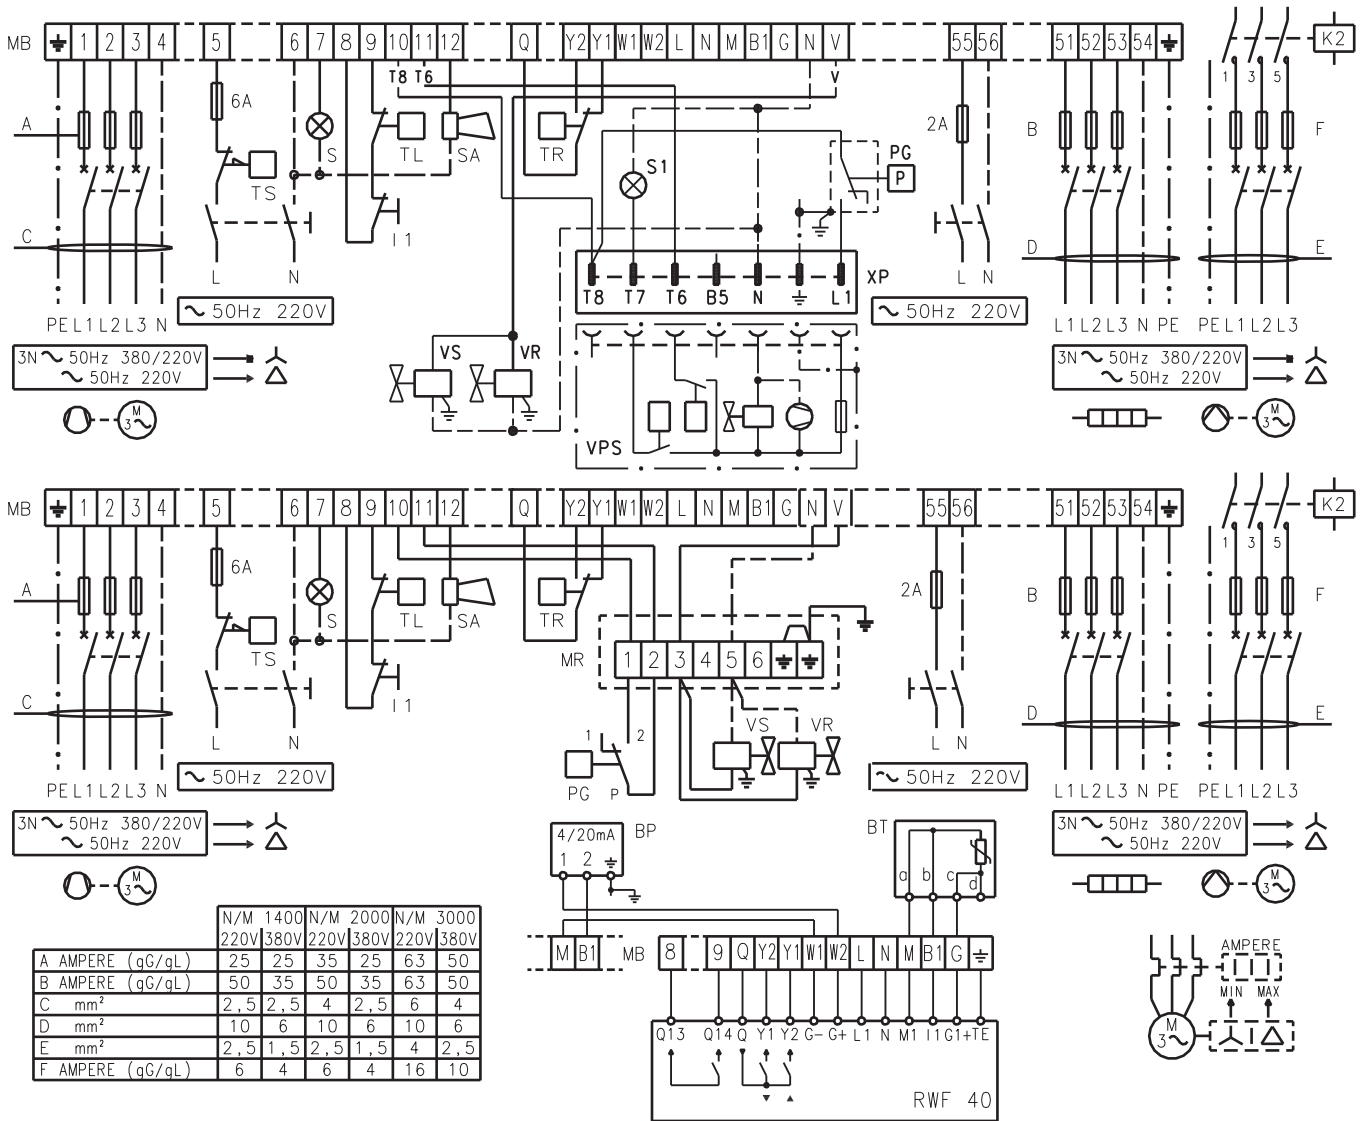 MB 1 2 3 4 5 6 7 8 9 10 11 12 Q Y2 Y1 W1 W2 L N M B1 G N V 55 56 51 52 53 54 K2
T8 T6 V
1 3 5
6A
A
S
TL
SA
TR
2A
B
F
S1
PG
P
TS
C
I1
D
E
L N
L N
XP
T8 T7 T6 B5 N L1
50Hz 220V
50Hz 220V
PE L1 L2 L3 N
L1 L2 L3 N PE
PE L1 L2 L3
3N 50Hz 380/220V
50Hz 220V
VS
VR
3N 50Hz 380/220V
50Hz 220V
M
3
M
3
VPS
MB 1 2 3 4 5 6 7 8 9 10 11 12 Q Y2 Y1 W1 W2 L N M B1 G N V 55 56 51 52 53 54 K2
1 3 5
6A
A
S
TL
SA
TR
2A
B
F
TS
MR 1 2 3 4 5 6
C
I1
D
E
L N
1 2
VS
VR
L N
50Hz 220V
PG P
50Hz 220V
PE L1 L2 L3 N
L1 L2 L3 N PE
PE L1 L2 L3
3N 50Hz 380/220V
50Hz 220V
4/20mA BP
1 2
BT
a b c d
3N 50Hz 380/220V
50Hz 220V
M
3
M
3
N/M 1400 N/M 2000 N/M 3000
220V 380V 220V 380V 220V 380V
A AMPERE (gG/gL) 25 25 35 25 63 50
B AMPERE (gG/gL) 50 35 50 35 63 50
C mm² 2,5 2,5 4 2,5 6 4
D mm² 10 6 10 6 10 6
E mm² 2,5 1,5 2,5 1,5 4 2,5
F AMPERE (gG/gL) 6 4 6 4 16 10
M B1 MB 8 9 Q Y2 Y1 W1 W2 L N M B1 G
Q13 Q14 Q Y1 Y2 G- G+ L1 N M1 I1 G1+ TE
RWF 40
AMPERE
MIN MAX
M
3